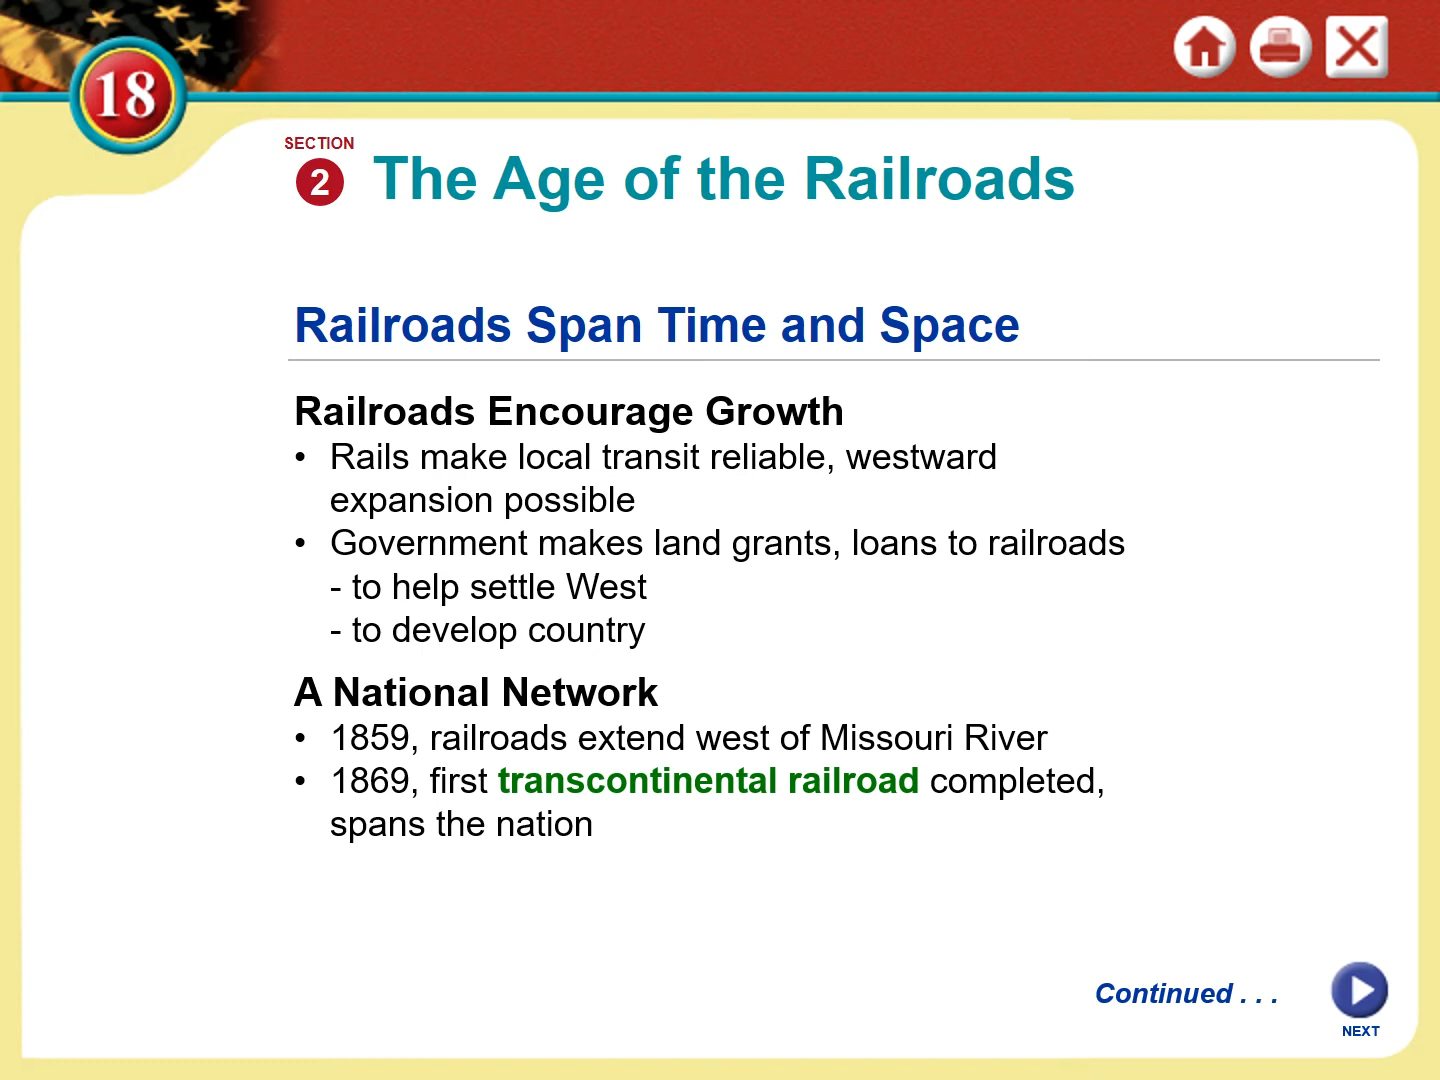 18
SECTION
2
The Age of the Railroads
Railroads Span Time and Space
Railroads Encourage Growth
• Rails make local transit reliable, westward
expansion possible
• Government makes land grants, loans to railroads
- to help settle West
- to develop country
A National Network
• 1859, railroads extend west of Missouri River
• 1869, first transcontinental railroad completed,
spans the nation
Continued . . .
NEXT